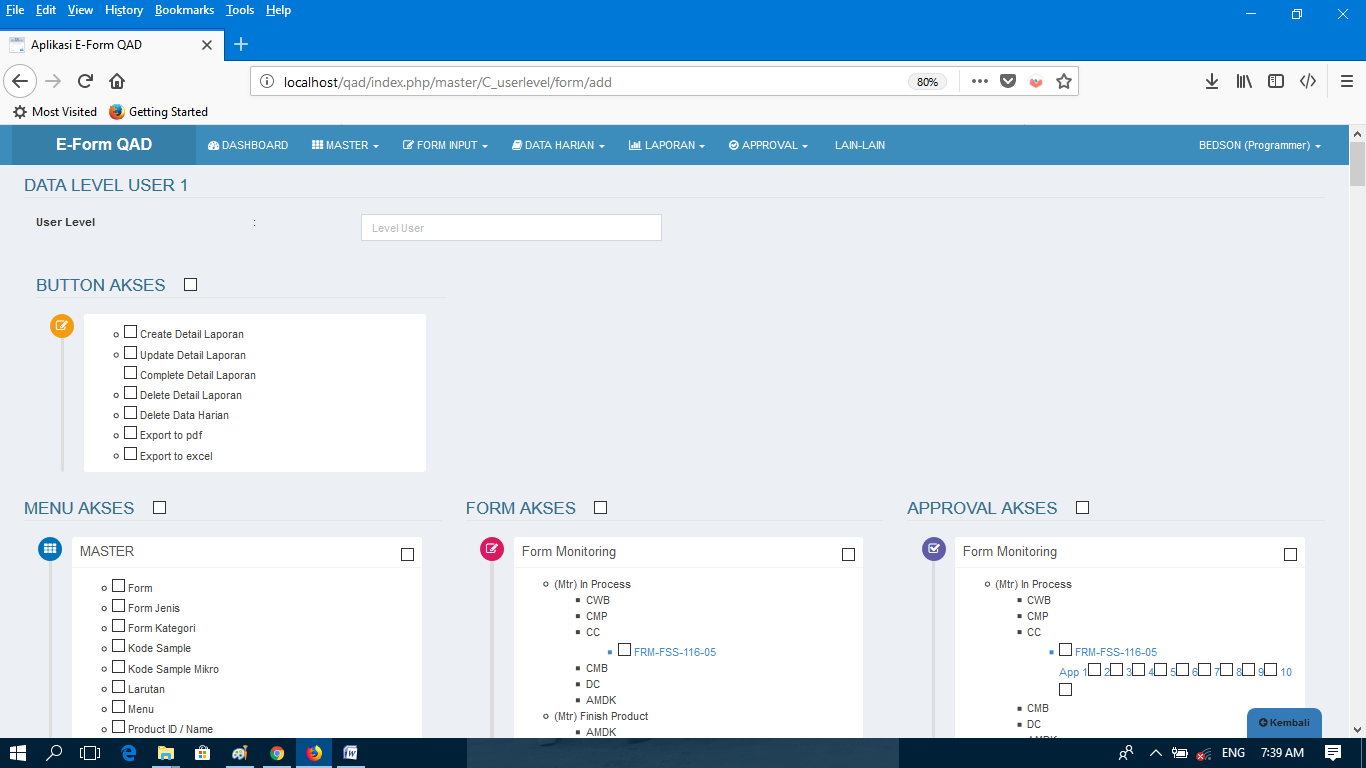 File Edit View History Bookmarks Tools Help
Aplikasi E-Form QAD
localhost/qad/index.php/master/C_userlevel/form/add 80%
Most Visited Getting Started
E-Form QAD DASHBOARD MASTER FORM INPUT DATA HARIAN LAPORAN APPROVAL LAIN-LAIN BEDSON (Programmer)
DATA LEVEL USER 1
User Level : Level User
BUTTON AKSES
Create Detail Laporan
Update Detail Laporan
Complete Detail Laporan
Delete Detail Laporan
Delete Data Harian
Export to pdf
Export to excel
MENU AKSES
MASTER
Form
Form Jenis
Form Kategori
Kode Sample
Kode Sample Mikro
Larutan
Menu
Product ID / Name
FORM AKSES
Form Monitoring
(Mtr) In Process
CWB
CMP
CC
FRM-FSS-116-05
CMB
DC
AMDK
(Mtr) Finish Product
AMDK
APPROVAL AKSES
Form Monitoring
(Mtr) In Process
CWB
CMP
CC
FRM-FSS-116-05
App 1 2 3 4 5 6 7 8 9 10
CMB
DC
Kembali
ENG 7:39 AM